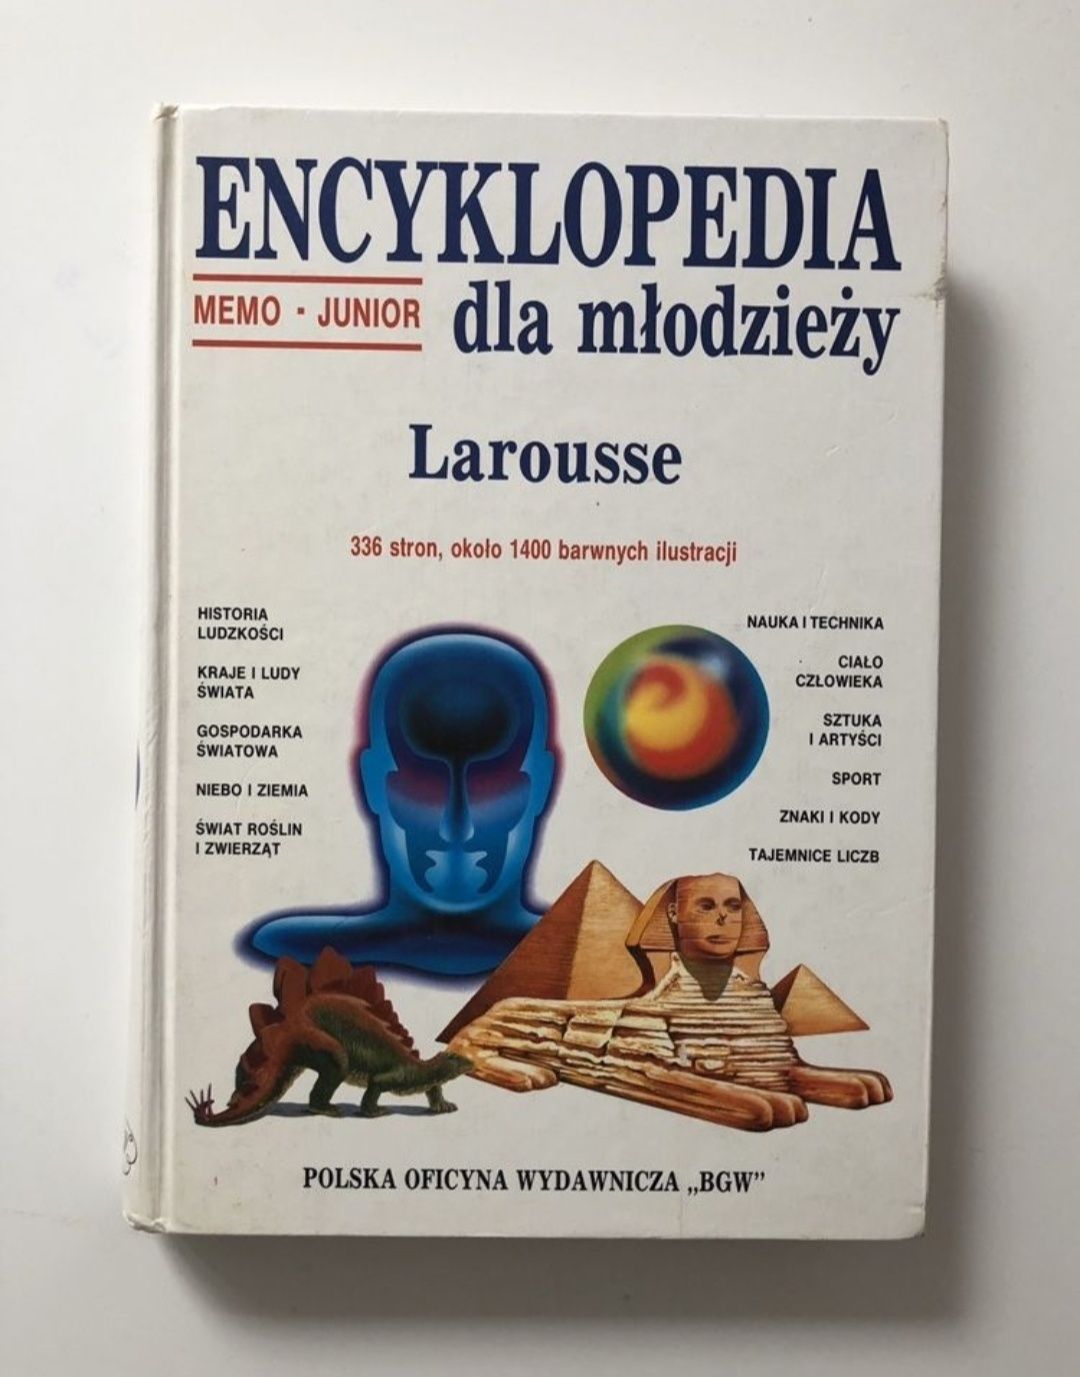 ENCYKLOPEDIA
MEMO ▪ JUNIOR
dla młodzieży
Larousse
336 stron, około 1400 barwnych ilustracji
HISTORIA
LUDZKOŚCI
KRAJE I LUDY
ŚWIATA
GOSPODARKA
ŚWIATOWA
NIEBO I ZIEMIA
ŚWIAT ROŚLIN
I ZWIERZĄT
NAUKA I TECHNIKA
CIAŁO
CZŁOWIEKA
SZTUKA
I ARTYŚCI
SPORT
ZNAKI I KODY
TAJEMNICE LICZB
POLSKA OFICYNA WYDAWNICZA „BGW”